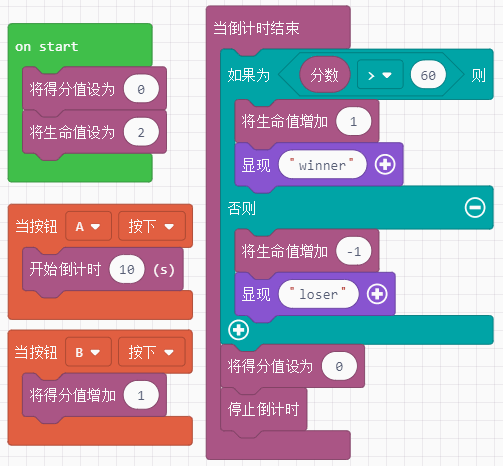 on start
将得分值设为 0
将生命值设为 2
当按钮 A 按下
开始倒计时 10 (s)
当按钮 B 按下
将得分值增加 1
当倒计时结束
如果为 分数 > 60 则
将生命值增加 1
显现 "winner"
否则
将生命值增加 -1
显现 "loser"
将得分值设为 0
停止倒计时